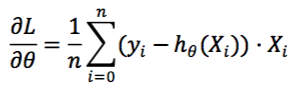 ∂L/∂θ = 1/n ∑_{i=0}^{n} (y_i − h_θ(X_i)) · X_i